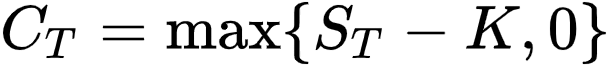 C_T = max{S_T − K, 0}